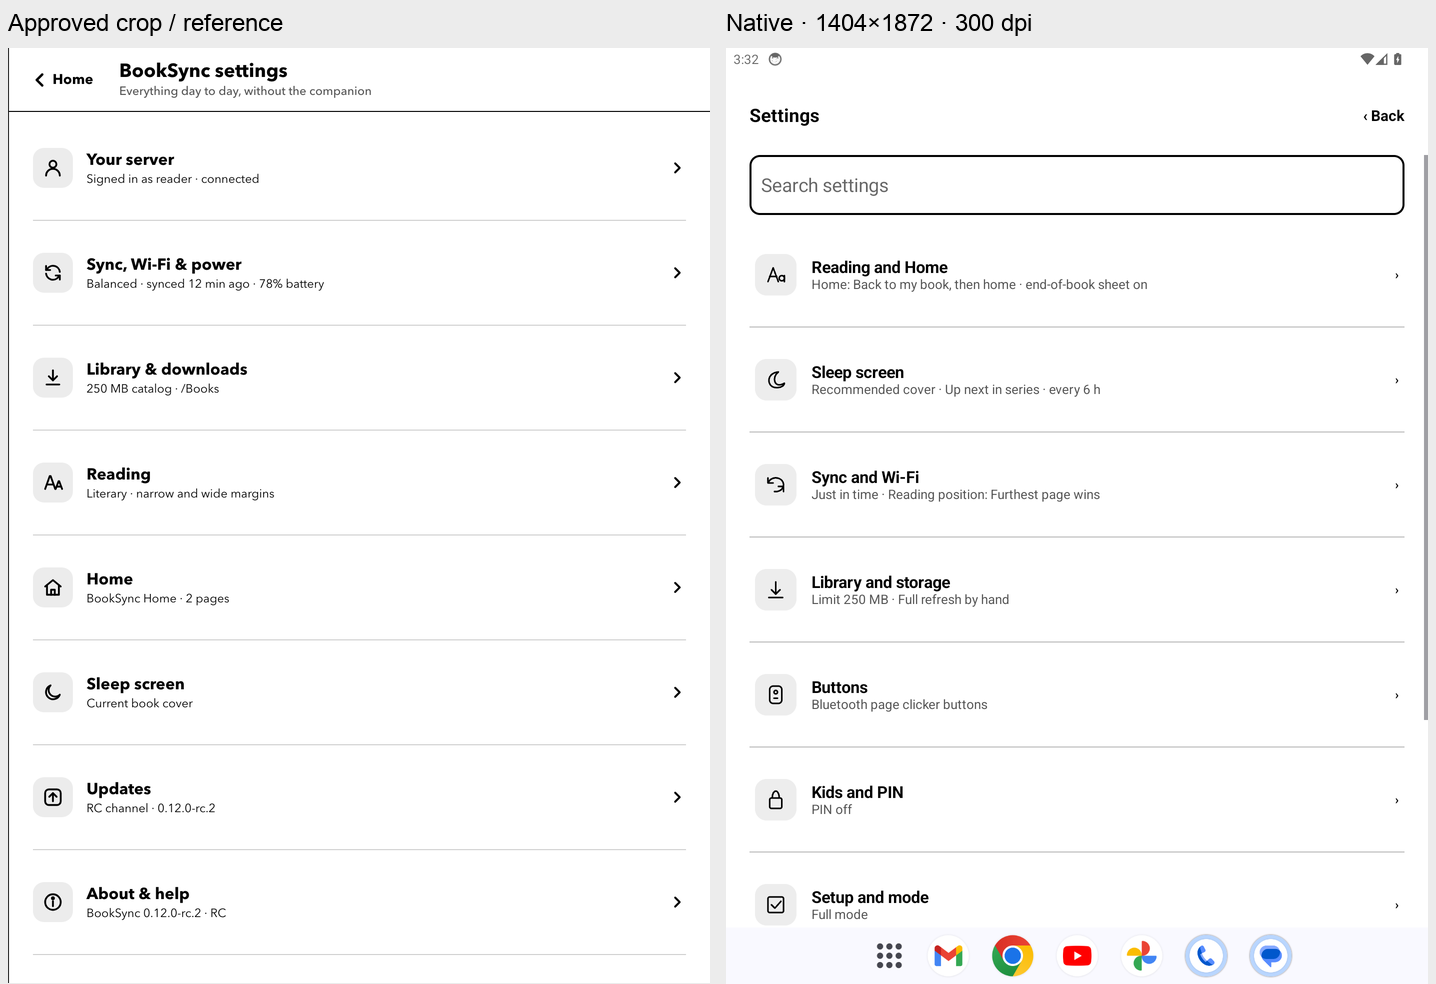 Approved crop / reference
Home
BookSync settings
Everything day to day, without the companion
Your server
Signed in as reader · connected
Sync, Wi-Fi & power
Balanced · synced 12 min ago · 78% battery
Library & downloads
250 MB catalog · /Books
Reading
Literary · narrow and wide margins
Home
BookSync Home · 2 pages
Sleep screen
Current book cover
Updates
RC channel · 0.12.0-rc.2
About & help
BookSync 0.12.0-rc.2 · RC
Native · 1404×1872 · 300 dpi
3:32
Settings
‹ Back
Search settings
Reading and Home
Home: Back to my book, then home · end-of-book sheet on
Sleep screen
Recommended cover · Up next in series · every 6 h
Sync and Wi-Fi
Just in time · Reading position: Furthest page wins
Library and storage
Limit 250 MB · Full refresh by hand
Buttons
Bluetooth page clicker buttons
Kids and PIN
PIN off
Setup and mode
Full mode